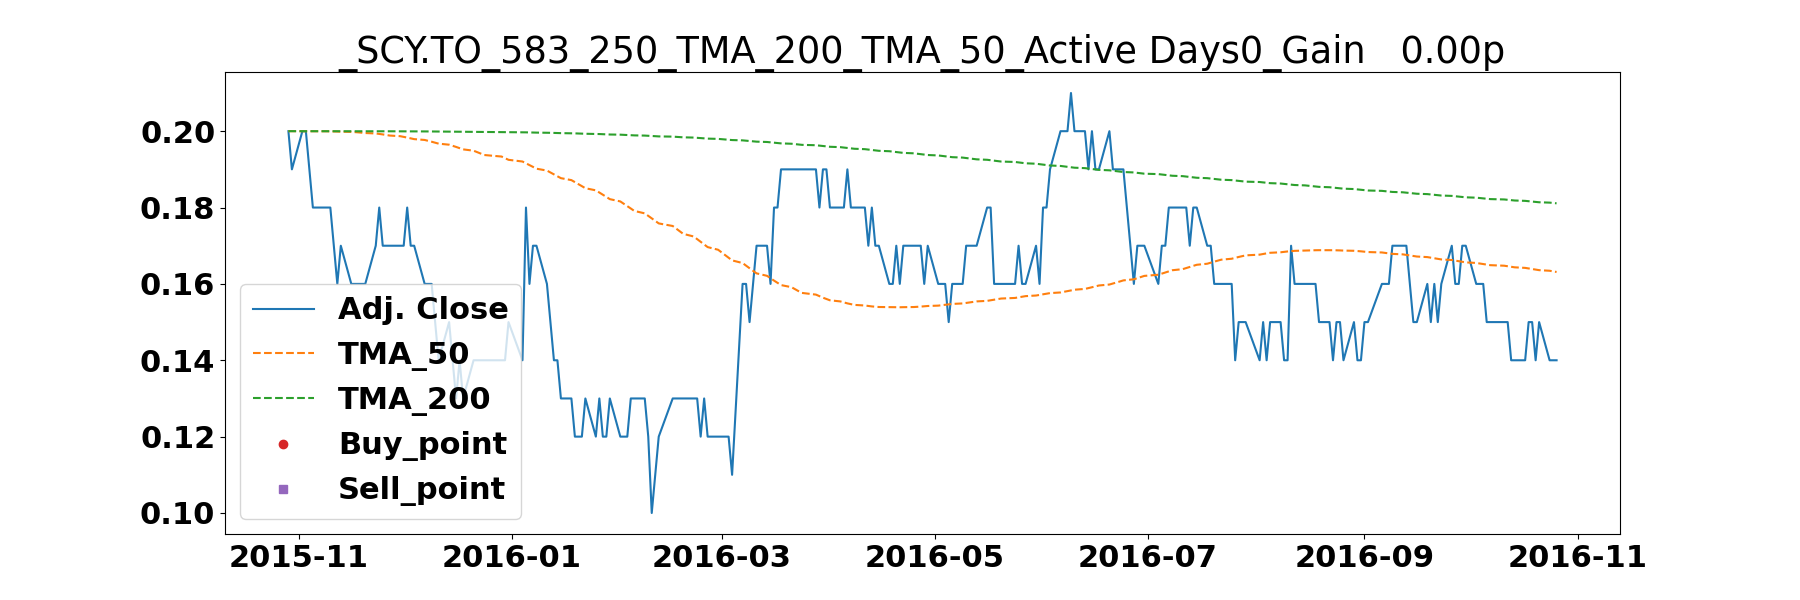 _SCY.TO_583_250_TMA_200_TMA_50_Active Days0_Gain   0.00p
0.20
0.18
0.16
0.14
0.12
0.10
Adj. Close
TMA_50
TMA_200
Buy_point
Sell_point
2015-11 2016-01 2016-03 2016-05 2016-07 2016-09 2016-11